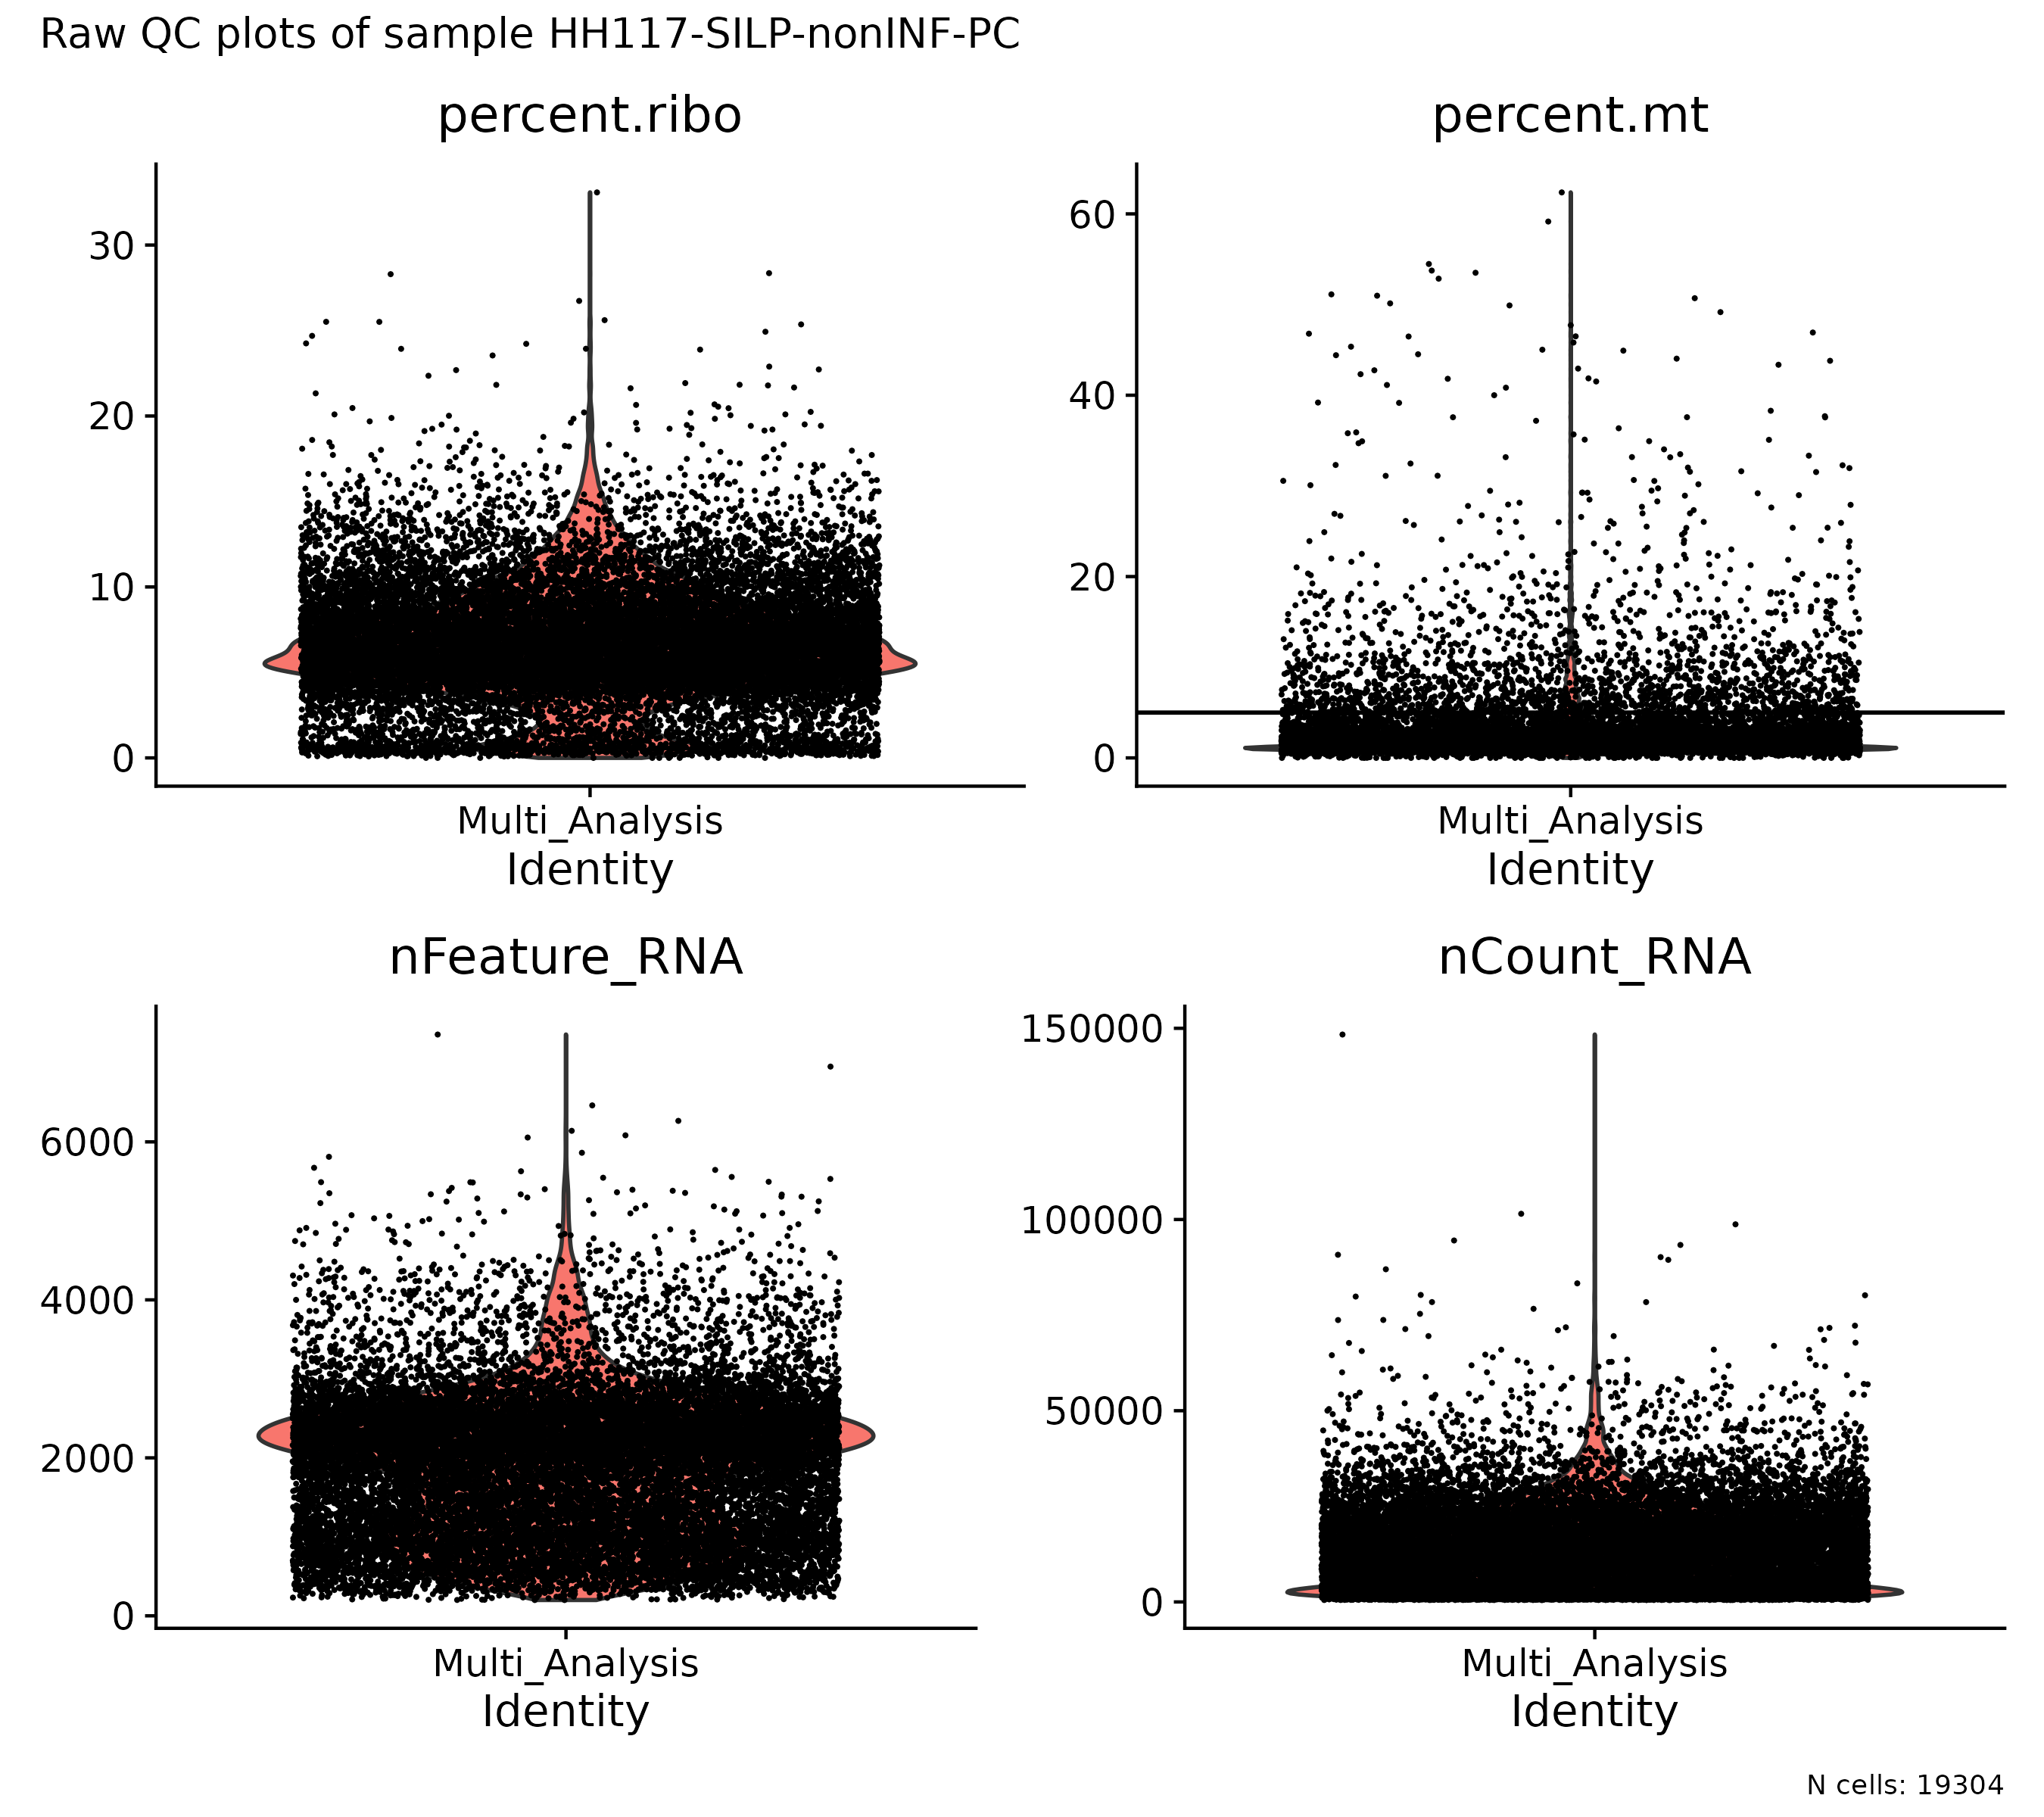 Raw QC plots of sample HH117-SILP-nonINF-PC
percent.ribo
30
20
10
0
Multi_Analysis
Identity
percent.mt
60
40
20
0
Multi_Analysis
Identity
nFeature_RNA
6000
4000
2000
0
Multi_Analysis
Identity
nCount_RNA
150000
100000
50000
0
Multi_Analysis
Identity
N cells: 19304